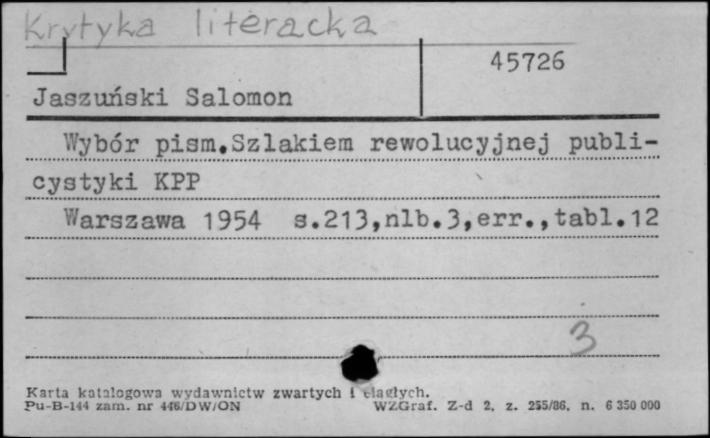 Krytyka literacka
45726
Jaszuński Salomon
Wybór pism.Szlakiem rewolucyjnej publi-
cystyki KPP
Warszawa 1954 s.213,nlb.3,err.,tabl.12
3
Karta katalogowa wydawnictw zwartych i ciągłych.
Pu-B-144 zam. nr 446/DW/ON WZGraf. Z-d 2, z. 255/86, n. 6 350 000